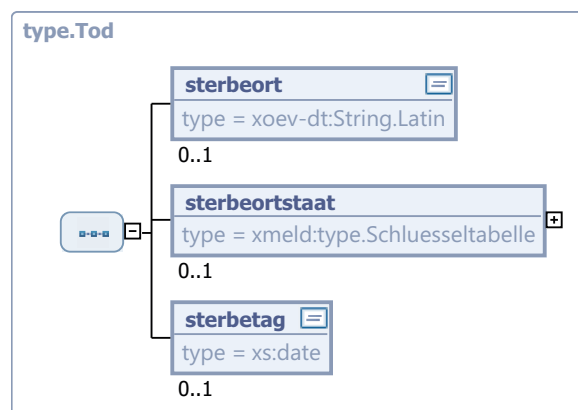 type.Tod
sterbeort
type = xoev-dt:String.Latin
0..1
sterbeortstaat
type = xmeld:type.Schluesseltabelle
0..1
sterbetag
type = xs:date
0..1